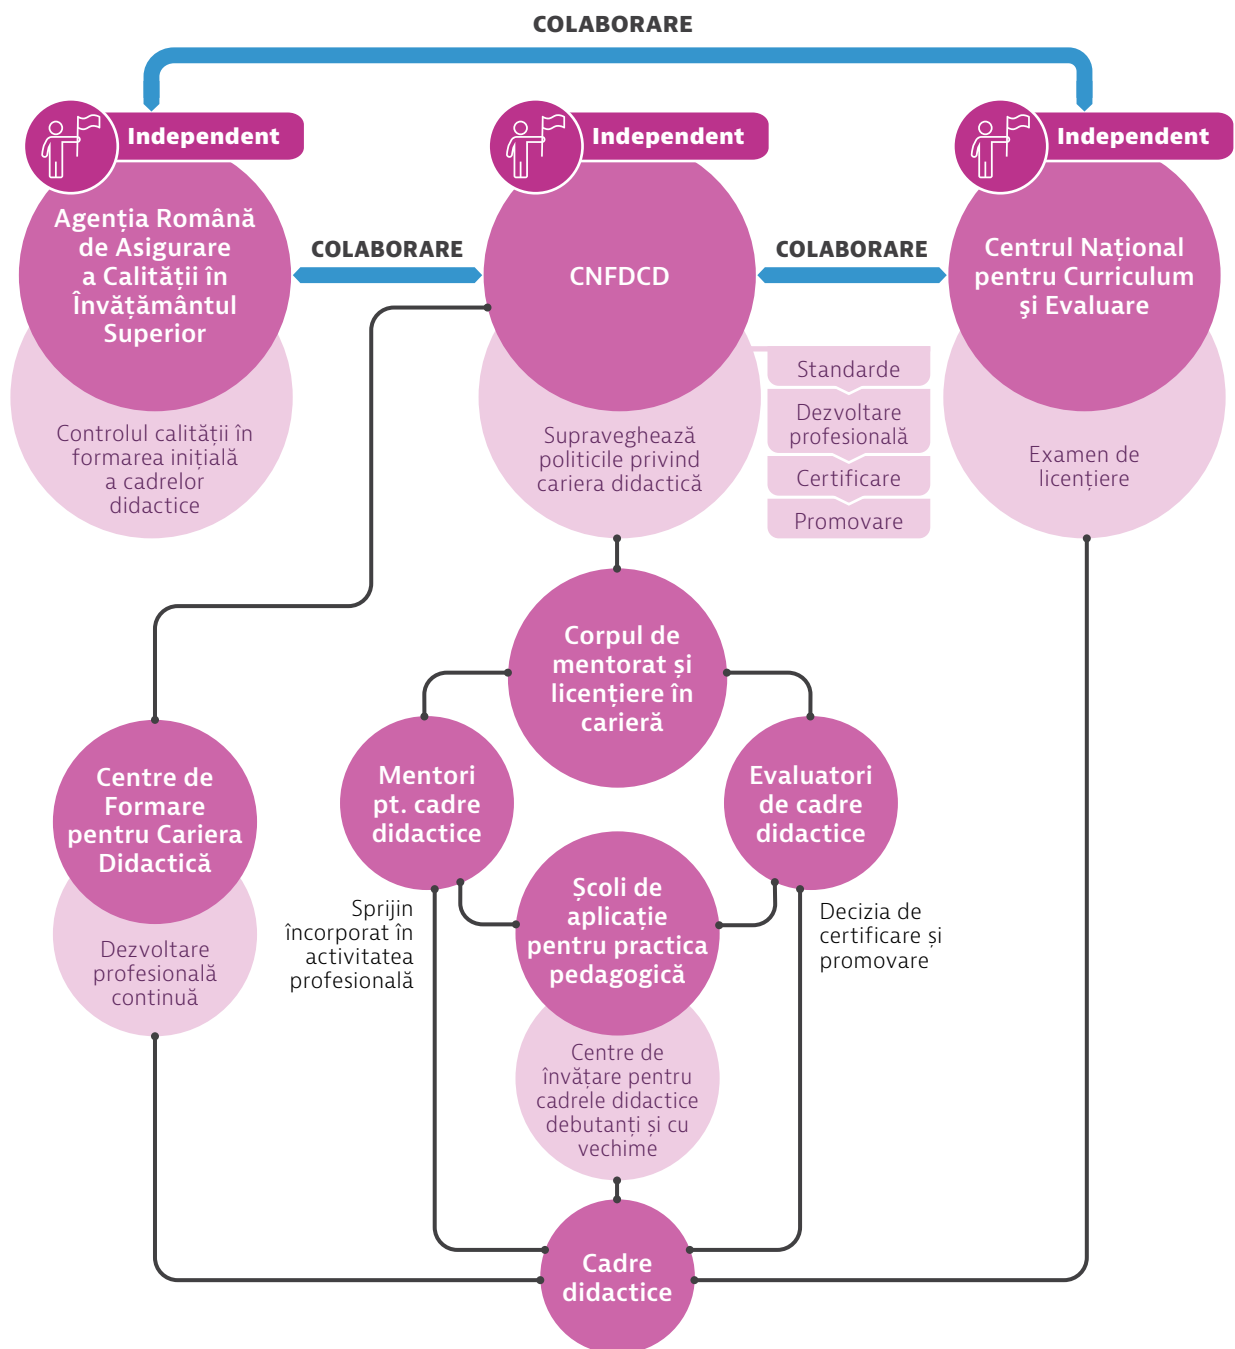 COLABORARE
Independent
Independent
Independent
Agenția Română
de Asigurare
a Calității în
Învățământul
Superior
COLABORARE
CNFDCD
COLABORARE
Centrul Național
pentru Curriculum
şi Evaluare
Controlul calității în
formarea inițială
a cadrelor
didactice
Supraveghează
politicile privind
cariera didactică
Standarde
Dezvoltare
profesională
Certificare
Promovare
Examen de
licențiere
Corpul de
mentorat și
licențiere în
carieră
Centre de
Formare
pentru Cariera
Didactică
Mentori
pt. cadre
didactice
Evaluatori
de cadre
didactice
Școli de
aplicație
pentru practica
pedagogică
Dezvoltare
profesională
continuă
Sprijin
încorporat în
activitatea
profesională
Decizia de
certificare și
promovare
Centre de
învățare pentru
cadrele didactice
debutanți și cu
vechime
Cadre
didactice